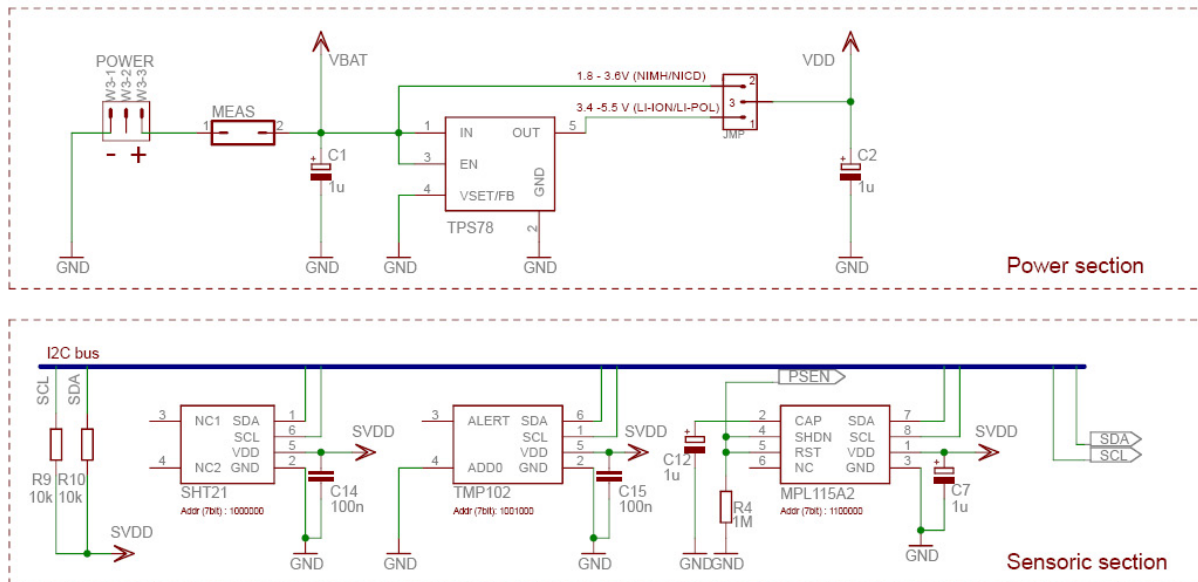 POWER
W3-1
W3-2
W3-3
- +
MEAS
1 2
VBAT
+
C1
1u
GND
GND
1 IN OUT 5
3 EN
4 VSET/FB GND
2
TPS78
GND
GND
1.8 - 3.6V (NIMH/NICD)
3.4 -5.5 V (LI-ION/LI-POL)
2
3
1
JMP
VDD
+
C2
1u
GND
Power section
I2C bus
SCL
SDA
R9
10k
R10
10k
SVDD
3 NC1 SDA 1
SCL 6
VDD 5
4 NC2 GND 2
SHT21
Addr (7bit) : 1000000
SVDD
C14
100n
GND
3 ALERT SDA 6
SCL 1
VDD 5
4 ADD0 GND 2
TMP102
Addr (7bit) : 1001000
GND
SVDD
C15
100n
GND
PSEN
2 CAP SDA 7
4 SHDN SCL 8
5 RST VDD 1
6 NC GND 3
MPL115A2
Addr (7bit) : 1100000
+
C12
1u
R4
1M
GND
GND
SVDD
+
C7
1u
GND
SDA
SCL
Sensoric section